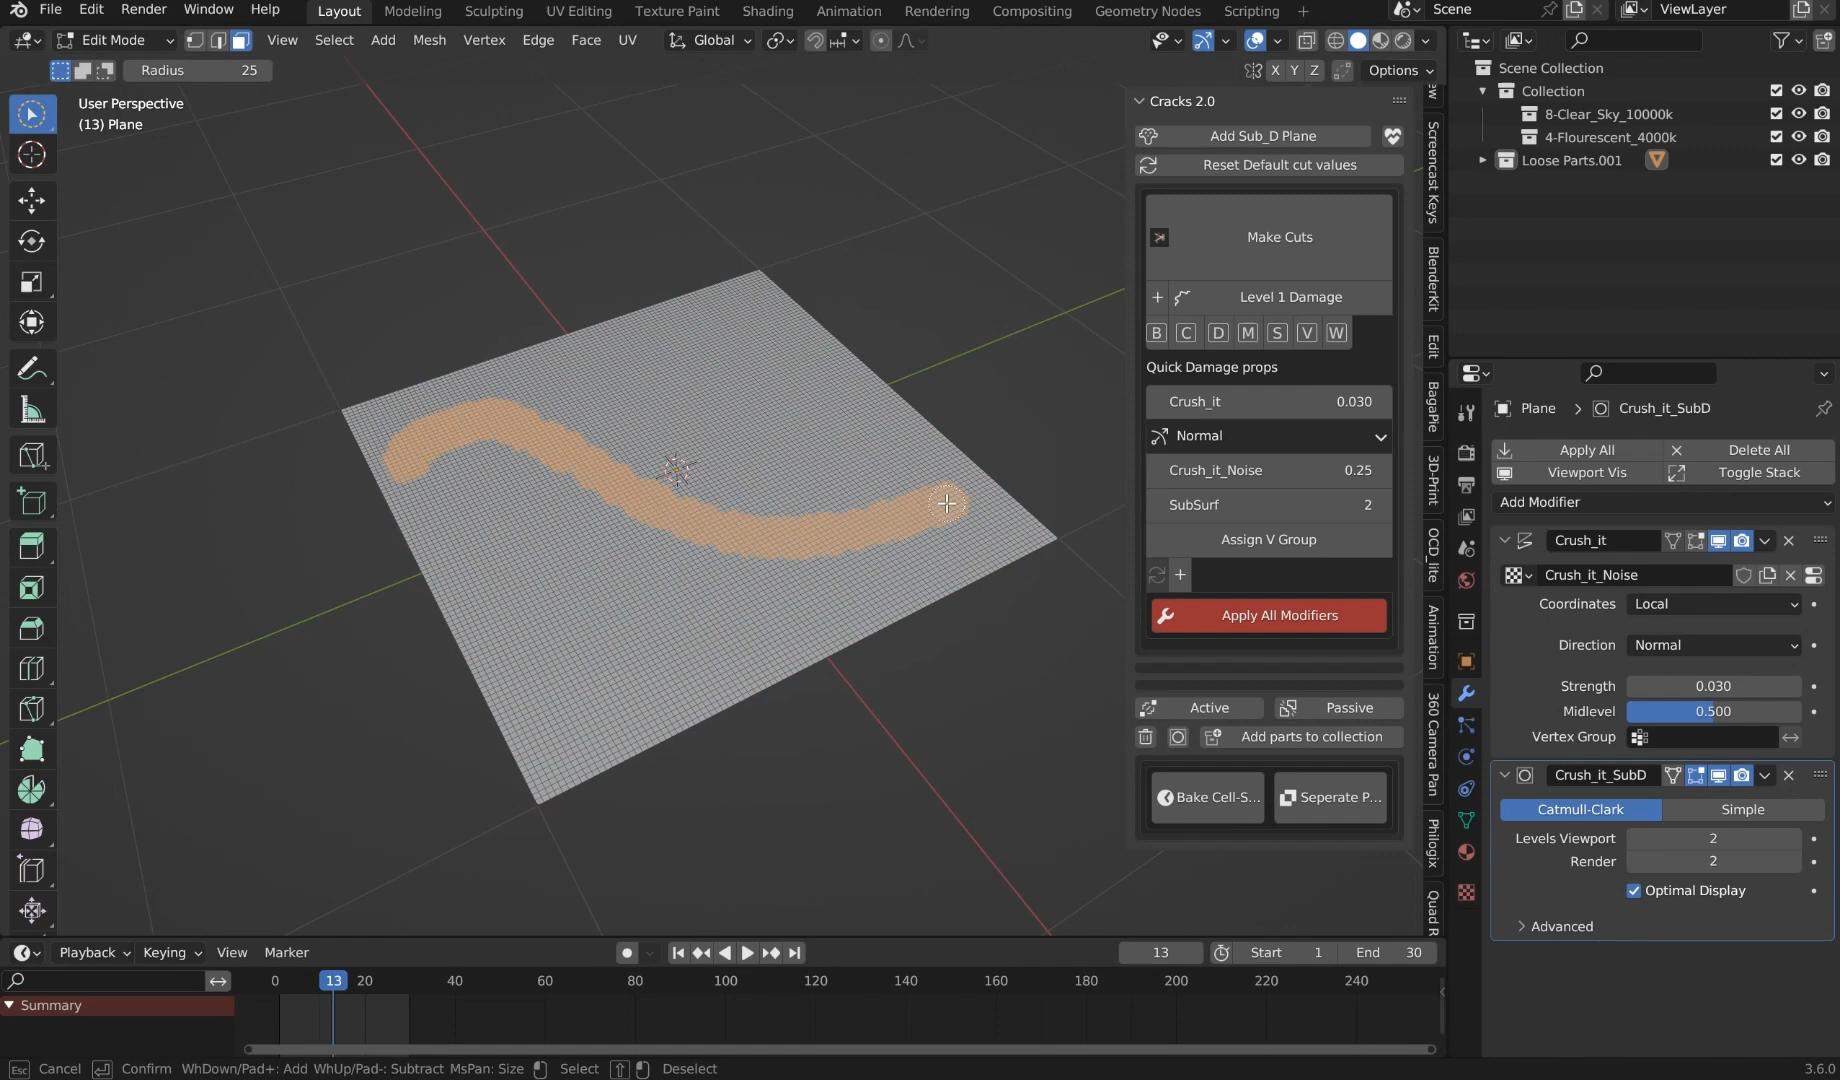 File Edit Render Window Help Layout Modeling Sculpting UV Editing Texture Paint Shading Animation Rendering Compositing Geometry Nodes Scripting + Scene ViewLayer
Edit Mode View Select Add Mesh Vertex Edge Face UV Global
Radius 25 X Y Z Options
User Perspective
(13) Plane
Cracks 2.0
Add Sub_D Plane
Reset Default cut values
Make Cuts
+ Level 1 Damage
B C D M S V W
Quick Damage props
Crush_it 0.030
Normal
Crush_it_Noise 0.25
SubSurf 2
Assign V Group
+
Apply All Modifiers
Active Passive
Add parts to collection
Bake Cell-S... Seperate P...
Screencast Keys
BlenderKit
Edit
BagaPie
3D-Print
OCD_lite
Animation
360 Camera Pan
Philogix
Quad R
Scene Collection
Collection
8-Clear_Sky_10000k
4-Flourescent_4000k
Loose Parts.001
Plane > Crush_it_SubD
Apply All Delete All
Viewport Vis Toggle Stack
Add Modifier
Crush_it
Crush_it_Noise
Coordinates Local
Direction Normal
Strength 0.030
Midlevel 0.500
Vertex Group
Crush_it_SubD
Catmull-Clark Simple
Levels Viewport 2
Render 2
Optimal Display
Advanced
Playback Keying View Marker 13 Start 1 End 30
0 13 20 40 60 80 100 120 140 160 180 200 220 240
Summary
Esc Cancel Confirm WhDown/Pad+: Add WhUp/Pad-: Subtract MsPan: Size Select Deselect 3.6.0